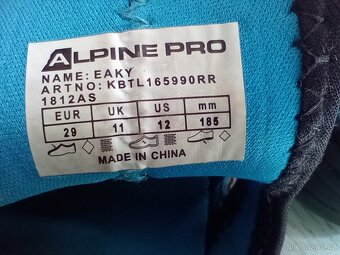 ALPINE PRO
NAME: EAKY
ARTNO: KBTL165990RR
1812AS
EUR UK US mm
29 11 12 185
MADE IN CHINA